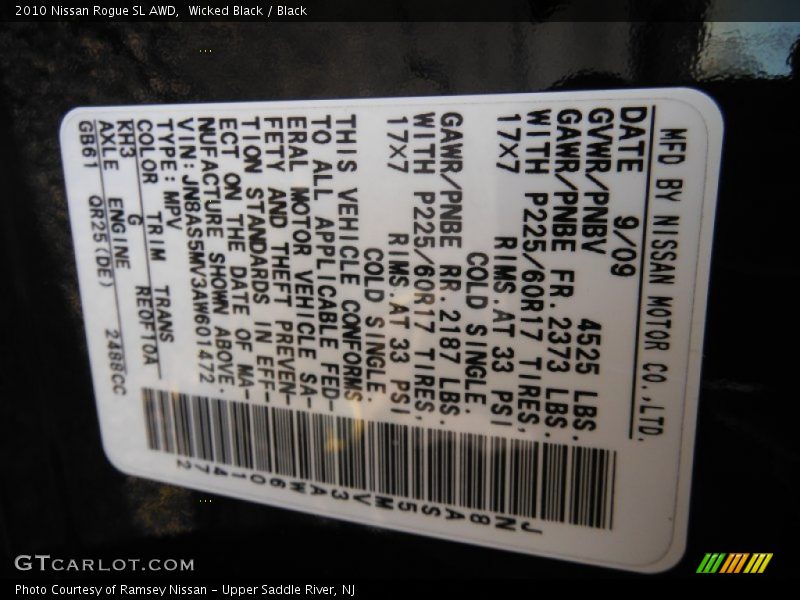 2010 Nissan Rogue SL AWD, Wicked Black / Black
MFD BY NISSAN MOTOR CO.,LTD.
DATE 9/09
GVWR/PNBV 4525 LBS.
GAWR/PNBE FR.2373 LBS.
WITH P225/60R17 TIRES,
17x7 RIMS.AT 33 PSI
COLD SINGLE.
GAWR/PNBE RR.2187 LBS.
WITH P225/60R17 TIRES,
17x7 RIMS.AT 33 PSI
COLD SINGLE.
THIS VEHICLE CONFORMS
TO ALL APPLICABLE FED-
ERAL MOTOR VEHICLE SA-
FETY AND THEFT PREVEN-
TION STANDARDS IN EFF-
ECT ON THE DATE OF MA-
NUFACTURE SHOWN ABOVE.
VIN:JN8AS5MV3AW601472
TYPE:MPV
COLOR TRIM TRANS
KH3 G RE0F10A
AXLE ENGINE
GB61 QR25(DE) 2488CC
JN8AS5MV3AW601472
GTCARLOT.COM
Photo Courtesy of Ramsey Nissan - Upper Saddle River, NJ